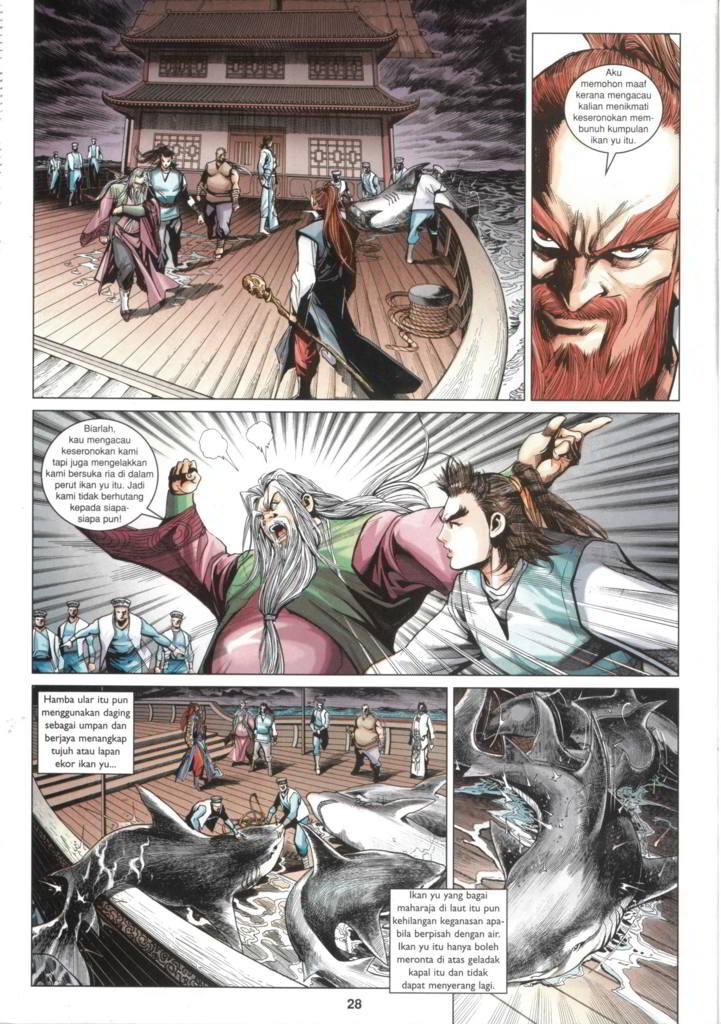 Aku
memohon maaf
kerana mengacau
kalian menikmati
keseronokan mem-
bunuh kumpulan
ikan yu itu.
Biarlah,
kau mengacau
keseronokan kami
tapi juga mengelakkan
kami bersuka ria di dalam
perut ikan yu itu. Jadi
kami tidak berhutang
kepada siapa-
siapa pun!
Hamba ular itu pun
menggunakan daging
sebagai umpan dan
berjaya menangkap
tujuh atau lapan
ekor ikan yu...
Ikan yu yang bagai
maharaja di laut itu pun
kehilangan keganasan apa-
bila berpisah dengan air.
Ikan yu itu hanya boleh
meronta di atas geladak
kapal itu dan tidak
dapat menyerang lagi.
28